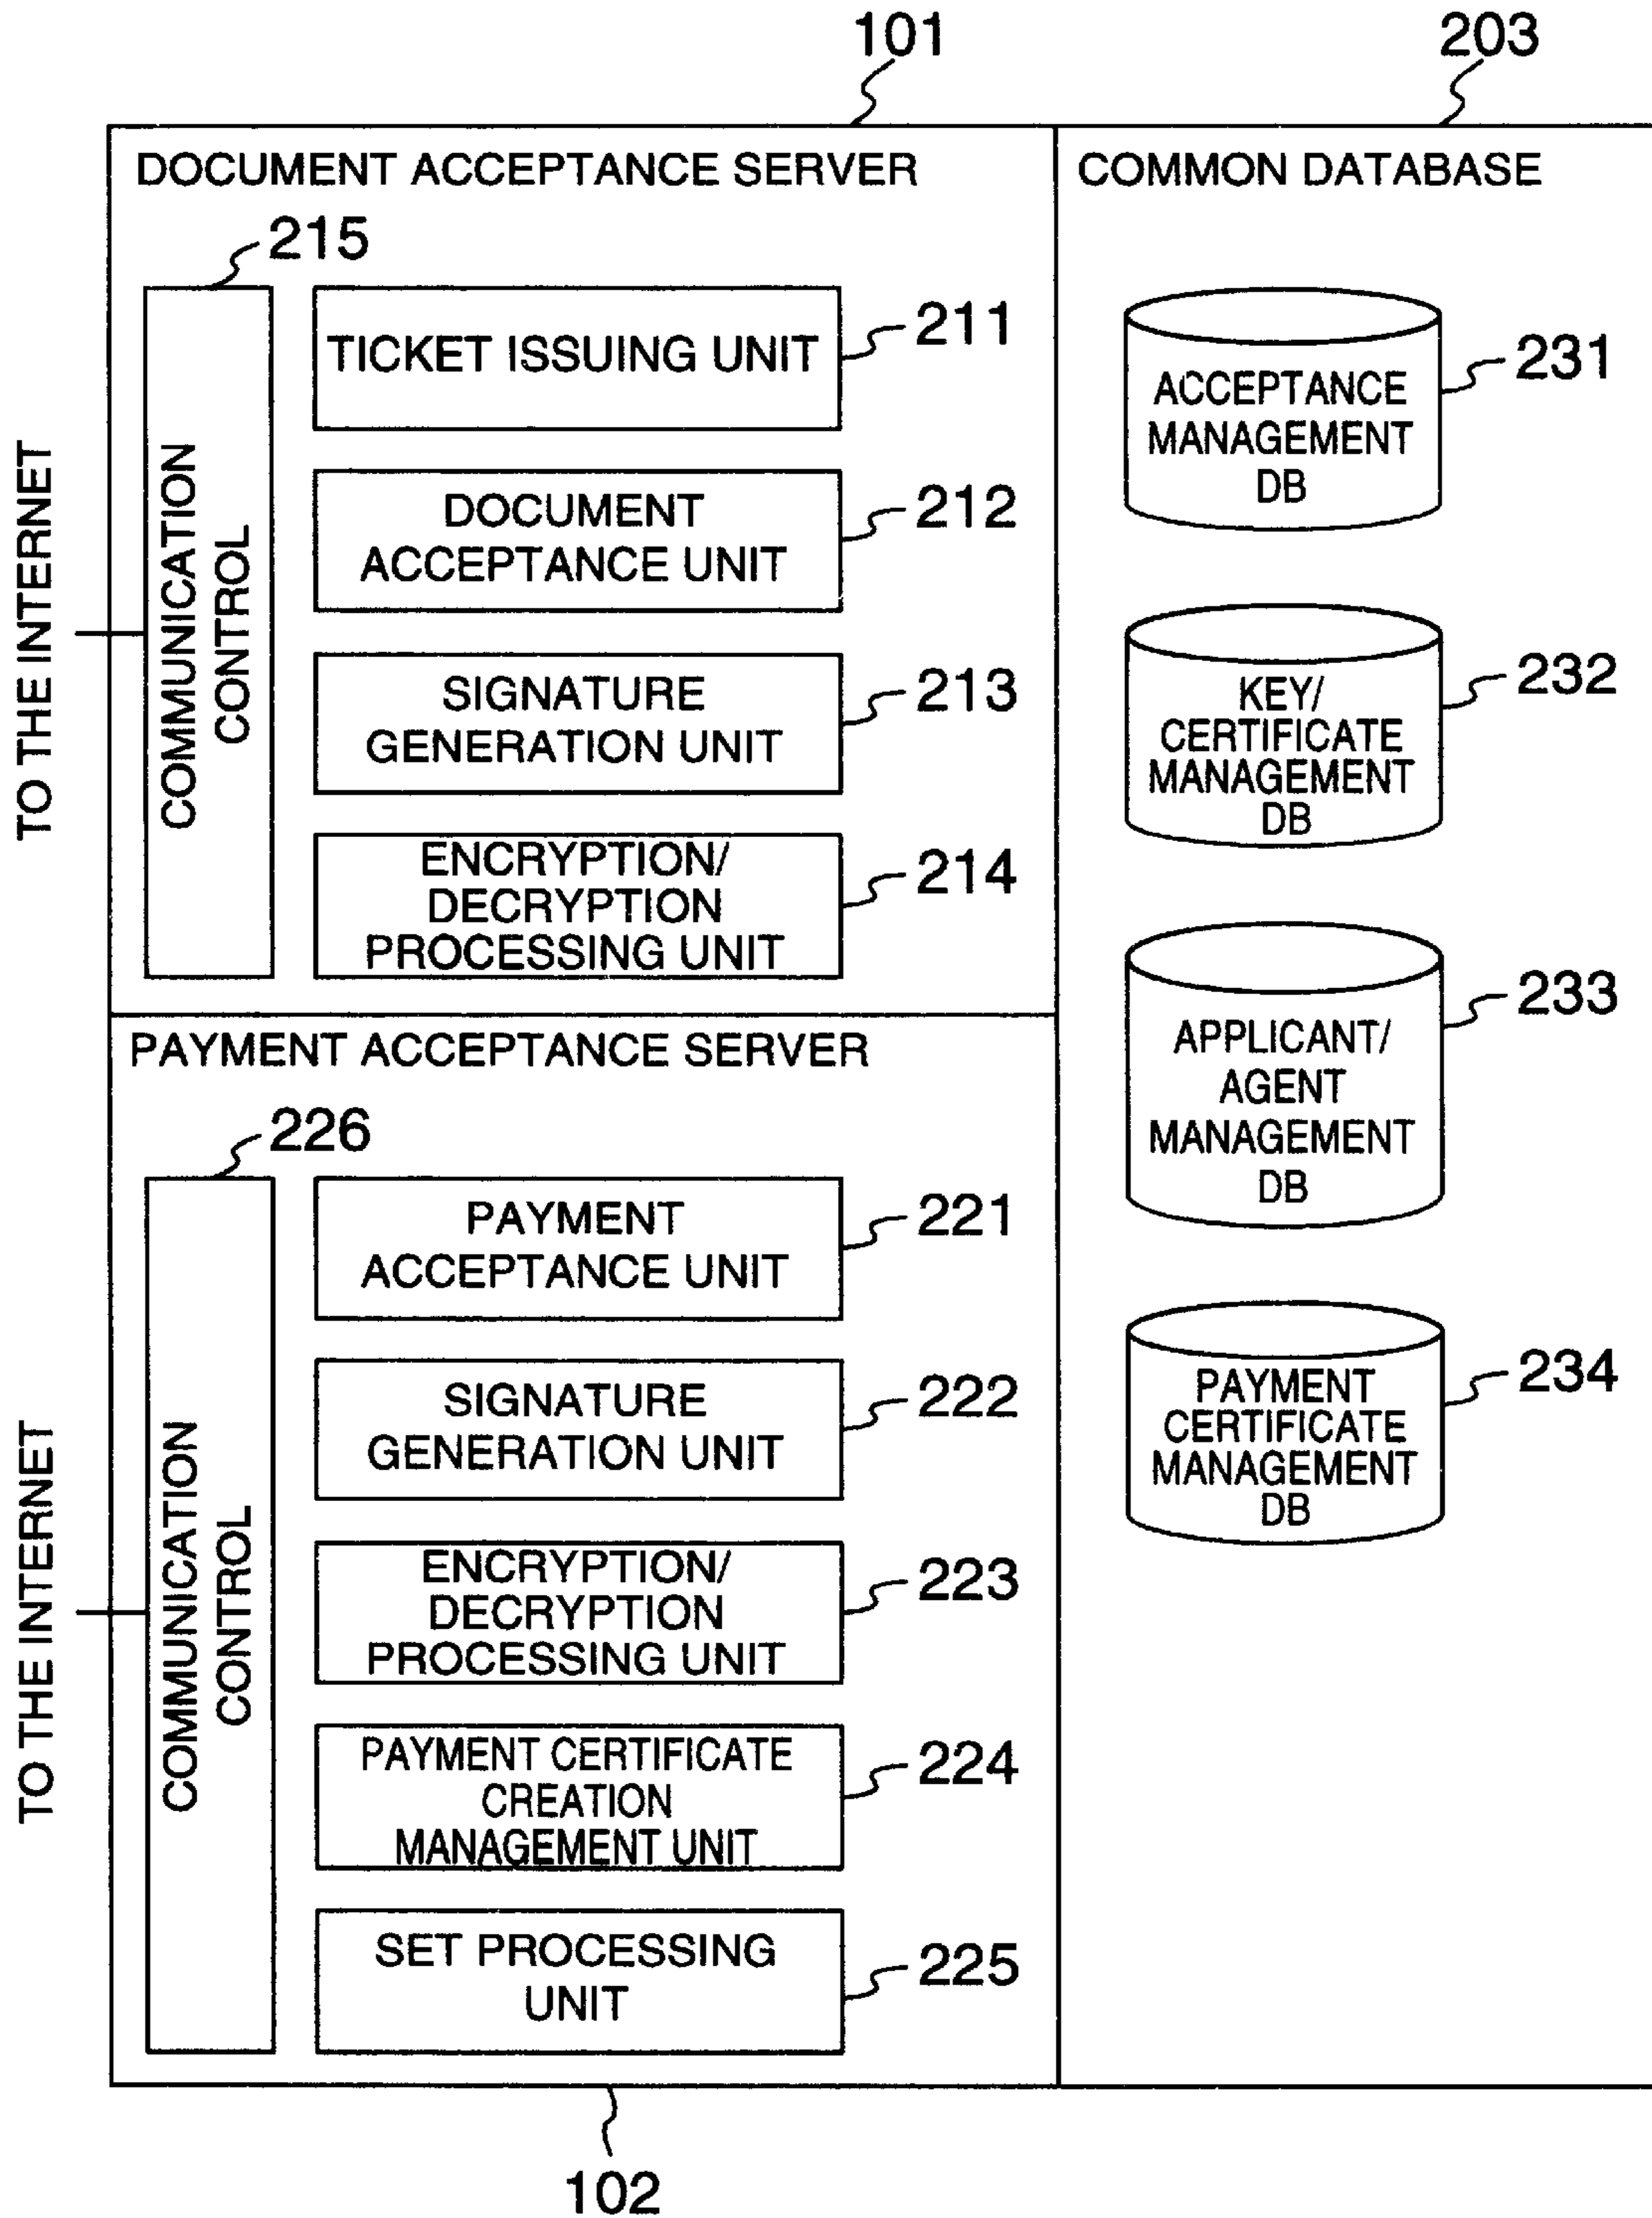 101
203
DOCUMENT ACCEPTANCE SERVER
COMMON DATABASE
215
TO THE INTERNET
COMMUNICATION
CONTROL
TICKET ISSUING UNIT
211
DOCUMENT
ACCEPTANCE UNIT
212
SIGNATURE
GENERATION UNIT
213
ENCRYPTION/
DECRYPTION
PROCESSING UNIT
214
PAYMENT ACCEPTANCE SERVER
226
TO THE INTERNET
COMMUNICATION
CONTROL
PAYMENT
ACCEPTANCE UNIT
221
SIGNATURE
GENERATION UNIT
222
ENCRYPTION/
DECRYPTION
PROCESSING UNIT
223
PAYMENT CERTIFICATE
CREATION
MANAGEMENT UNIT
224
SET PROCESSING
UNIT
225
102
ACCEPTANCE
MANAGEMENT
DB
231
KEY/
CERTIFICATE
MANAGEMENT
DB
232
APPLICANT/
AGENT
MANAGEMENT
DB
233
PAYMENT
CERTIFICATE
MANAGEMENT
DB
234